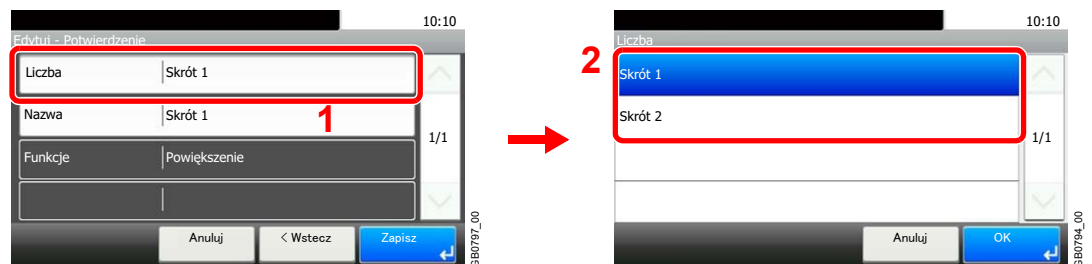 10:10
Edytuj - Potwierdzenie
Liczba Skrót 1
Nazwa Skrót 1
1
1/1
Funkcje Powiększenie
Anuluj < Wstecz Zapisz
GB0797_00
10:10
Liczba
2
Skrót 1
Skrót 2
1/1
Anuluj OK
GB0794_00